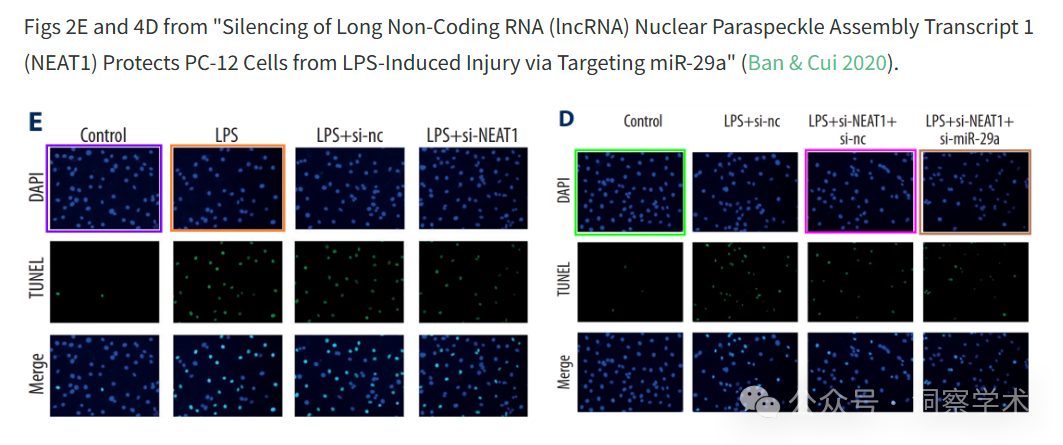 Figs 2E and 4D from "Silencing of Long Non-Coding RNA (lncRNA) Nuclear Paraspeckle Assembly Transcript 1
(NEAT1) Protects PC-12 Cells from LPS-Induced Injury via Targeting miR-29a" (Ban & Cui 2020).
E
Control LPS LPS+si-nc LPS+si-NEAT1
DAPI
TUNEL
Merge
D
Control LPS+si-nc LPS+si-NEAT1+ LPS+si-NEAT1+
si-nc si-miR-29a
DAPI
TUNEL
Merge
公众号 · 洞察学术